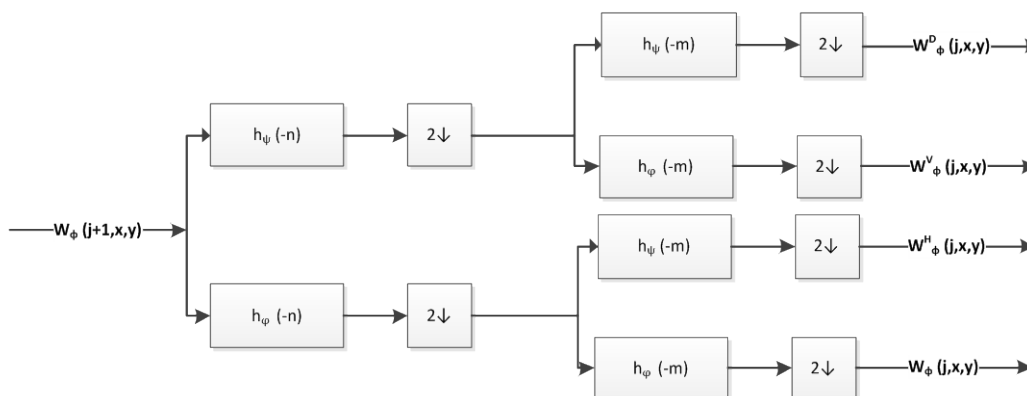 h_ψ (-m)
2↓
W^D_ϕ (j,x,y)
h_ψ (-n)
2↓
h_φ (-m)
2↓
W^V_ϕ (j,x,y)
W_ϕ (j+1,x,y)
h_ψ (-m)
2↓
W^H_ϕ (j,x,y)
h_φ (-n)
2↓
h_φ (-m)
2↓
W_ϕ (j,x,y)